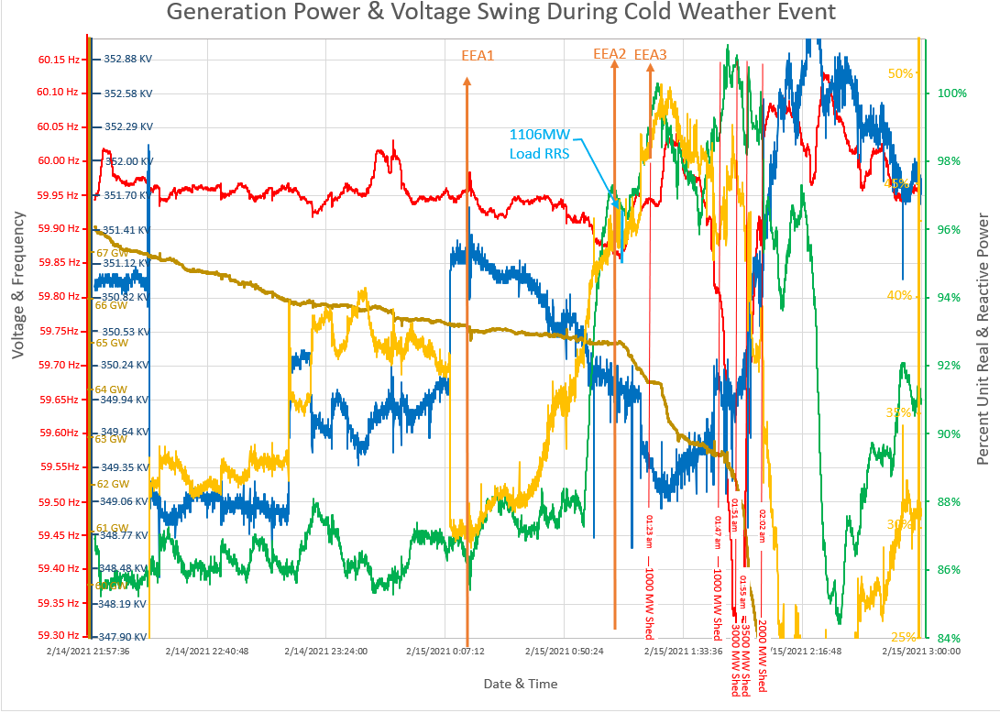 Generation Power & Voltage Swing During Cold Weather Event
EEA1
EEA2
EEA3
1106MW
Load RRS
Voltage & Frequency
60.15 Hz
60.10 Hz
60.05 Hz
60.00 Hz
59.95 Hz
59.90 Hz
59.85 Hz
59.80 Hz
59.75Hz
59.70 Hz
59.65 Hz
59.60 Hz
59.55 Hz
59.50 Hz
59.45 Hz
59.40 Hz
59.35 Hz
59.30 Hz
352.88 KV
352.58 KV
352.29 KV
352.00 KV
351.70 KV
351.41 KV
351.12 KV
350.82 KV
350.53 KV
350.24 KV
349.94 KV
349.64 KV
349.35 KV
349.06 KV
348.77 KV
348.48 KV
348.19 KV
347.90 KV
67 GW
66 GW
65 GW
64 GW
63 GW
62 GW
61 GW
50%
45%
40%
35%
30%
25%
100%
98%
96%
94%
92%
90%
88%
86%
84%
Percent Unit Real & Reactive Power
01:23 am
1000 MW Shed
01:47 am
1000 MW Shed
01:51 am
3000 MW Shed
01:55 am
3500 MW Shed
02:02 am
2000 MW Shed
2/14/2021 21:57:36
2/14/2021 22:40:48
2/14/2021 23:24:00
2/15/2021 0:07:12
2/15/2021 0:50:24
2/15/2021 1:33:36
/15/2021 2:16:48
2/15/2021 3:00:00
Date & Time